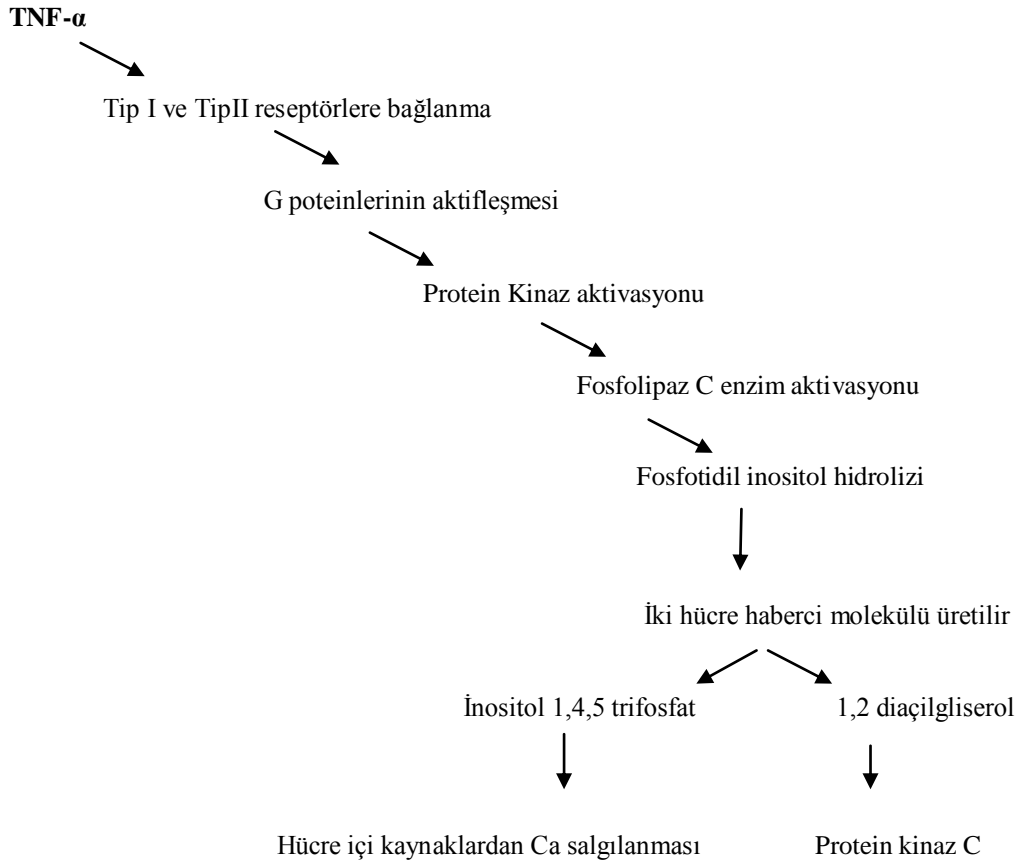 TNF-α
Tip I ve TipII reseptörlere bağlanma
G poteinlerinin aktifleşmesi
Protein Kinaz aktivasyonu
Fosfolipaz C enzim aktivasyonu
Fosfotidil inositol hidrolizi
İki hücre haberci molekülü üretilir
İnositol 1,4,5 trifosfat 1,2 diaçilgliserol
Hücre içi kaynaklardan Ca salgılanması Protein kinaz C